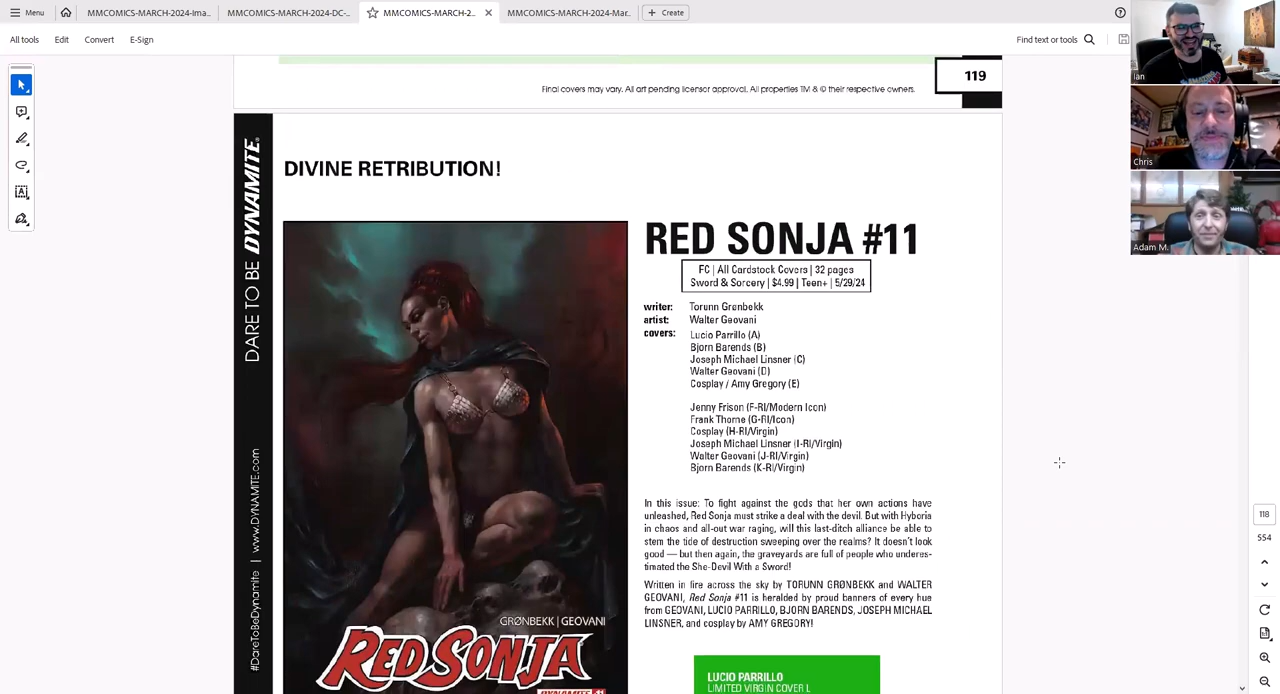 Menu
MMCOMICS-MARCH-2024-Ima...
MMCOMICS-MARCH-2024-DC-...
MMCOMICS-MARCH-2...
MMCOMICS-MARCH-2024-Mar...
+ Create
All tools
Edit
Convert
E-Sign
Find text or tools
Ian
Chris
Adam M.
119
Final covers may vary. All art pending licensor approval. All properties TM & © their respective owners.
DARE TO BE DYNAMITE®
#DareToBeDynamite | www.DYNAMITE.com
DIVINE RETRIBUTION!
GRØNBEKK | GEOVANI
RED SONJA
DYNAMITE #11
RED SONJA #11
FC | All Cardstock Covers | 32 pages
Sword & Sorcery | $4.99 | Teen+ | 5/29/24
writer: Torunn Grønbekk
artist: Walter Geovani
covers: Lucio Parrillo (A)
Bjorn Barends (B)
Joseph Michael Linsner (C)
Walter Geovani (D)
Cosplay / Amy Gregory (E)
Jenny Frison (F-RI/Modern Icon)
Frank Thorne (G-RI/Icon)
Cosplay (H-RI/Virgin)
Joseph Michael Linsner (I-RI/Virgin)
Walter Geovani (J-RI/Virgin)
Bjorn Barends (K-RI/Virgin)
In this issue: To fight against the gods that her own actions have
unleashed, Red Sonja must strike a deal with the devil. But with Hyboria
in chaos and all-out war raging, will this last-ditch alliance be able to
stem the tide of destruction sweeping over the realms? It doesn't look
good — but then again, the graveyards are full of people who underes-
timated the She-Devil With a Sword!
Written in fire across the sky by TORUNN GRØNBEKK and WALTER
GEOVANI, Red Sonja #11 is heralded by proud banners of every hue
from GEOVANI, LUCIO PARRILLO, BJORN BARENDS, JOSEPH MICHAEL
LINSNER, and cosplay by AMY GREGORY!
LUCIO PARRILLO
LIMITED VIRGIN COVER L
118
554